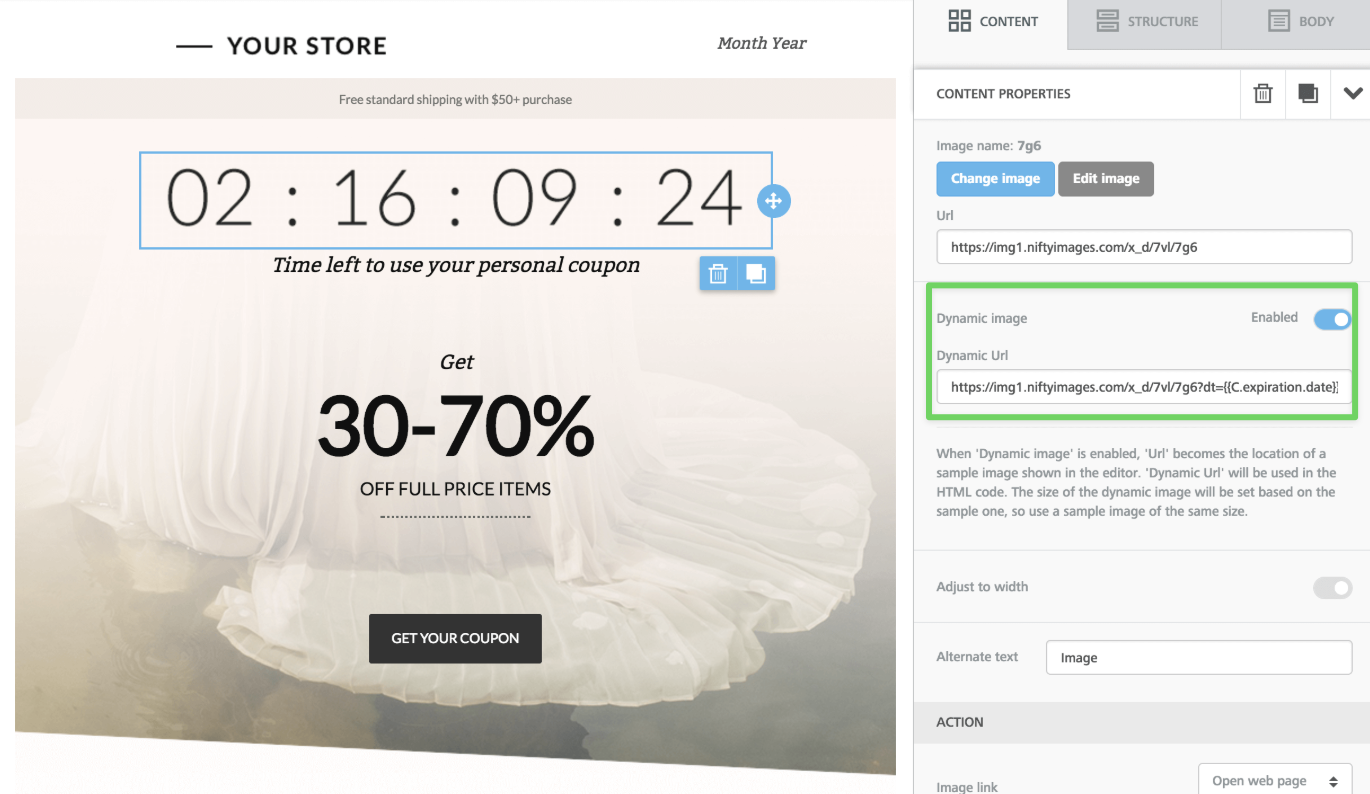 YOUR STORE
Month Year
Free standard shipping with $50+ purchase
02 : 16 : 09 : 24
Time left to use your personal coupon
Get
30-70%
OFF FULL PRICE ITEMS
GET YOUR COUPON
CONTENT
STRUCTURE
BODY
CONTENT PROPERTIES
Image name: 7g6
Change image
Edit image
Url
https://img1.niftyimages.com/x_d/7vl/7g6
Dynamic image
Enabled
Dynamic Url
https://img1.niftyimages.com/x_d/7vl/7g6?dt={{C.expiration.date}}
When 'Dynamic image' is enabled, 'Url' becomes the location of a
sample image shown in the editor. 'Dynamic Url' will be used in the
HTML code. The size of the dynamic image will be set based on the
sample one, so use a sample image of the same size.
Adjust to width
Alternate text
Image
ACTION
Image link
Open web page